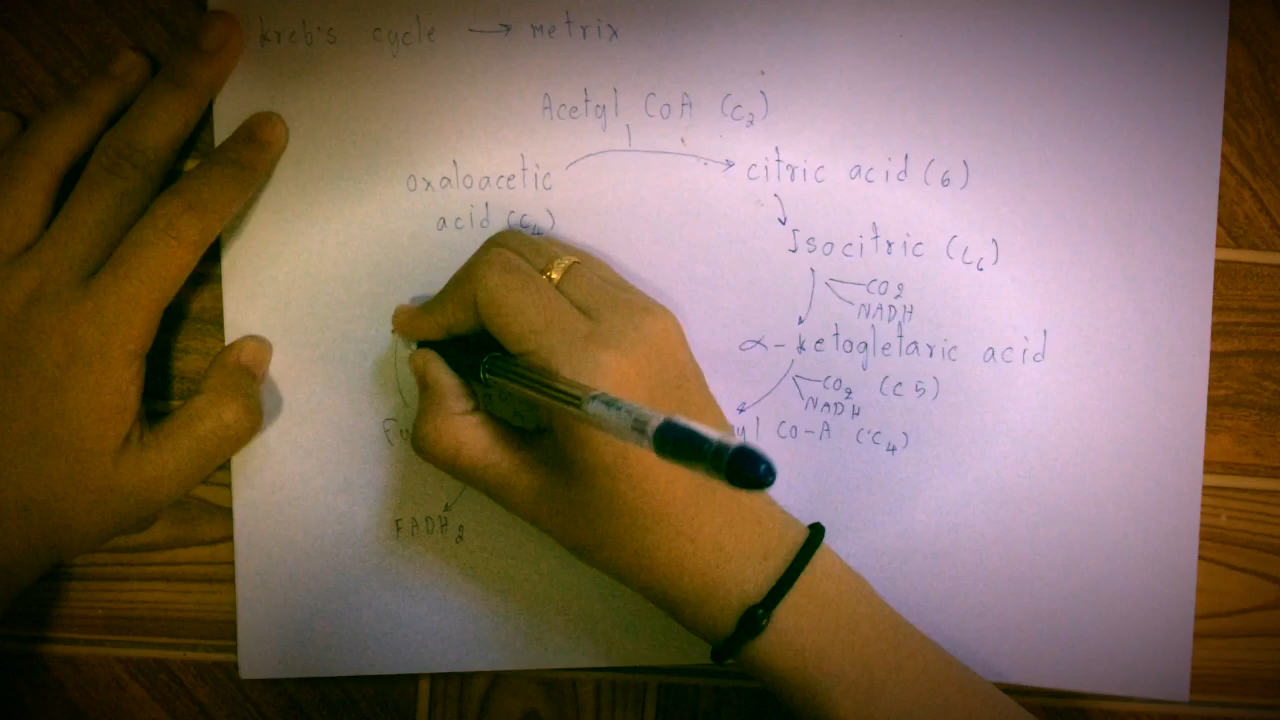 kreb's cycle → metrix
Acetyl CoA (C2)
oxaloacetic
acid (C4)
citric acid (6)
Isocitric (C6)
CO2
NADH
α-ketogletaric acid
CO2 (C5)
NADH
yl Co-A (C4)
Fu
FADH2